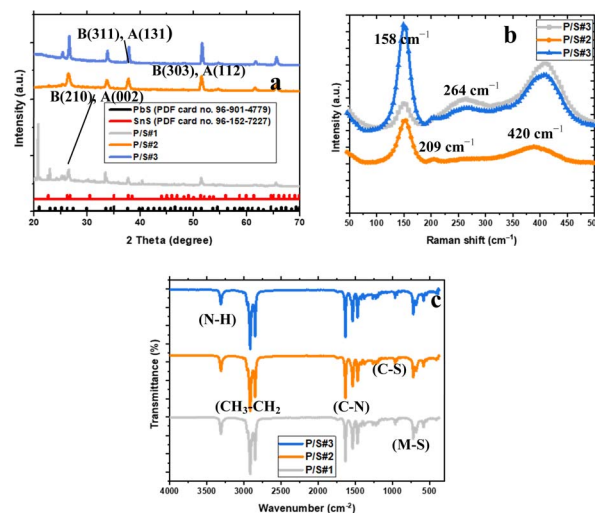 B(311), A(131)
B(303), A(112)
a
B(210), A(002)
PbS (PDF card no. 96-901-4779)
SnS (PDF card no. 96-152-7227)
P/S#1
P/S#2
P/S#3
Intensity (a.u.)
20 30 40 50 60 70
2 Theta (degree)
158 cm⁻¹
b
P/S#3
P/S#2
P/S#3
264 cm⁻¹
209 cm⁻¹
420 cm⁻¹
Intensity (a.u.)
50 100 150 200 250 300 350 400 450 500
Raman shift (cm⁻¹)
c
(N-H)
(C-S)
(CH₃-CH₂
(C-N)
(M-S)
P/S#3
P/S#2
P/S#1
Transmittance (%)
4000 3500 3000 2500 2000 1500 1000 500
Wavenumber (cm⁻²)